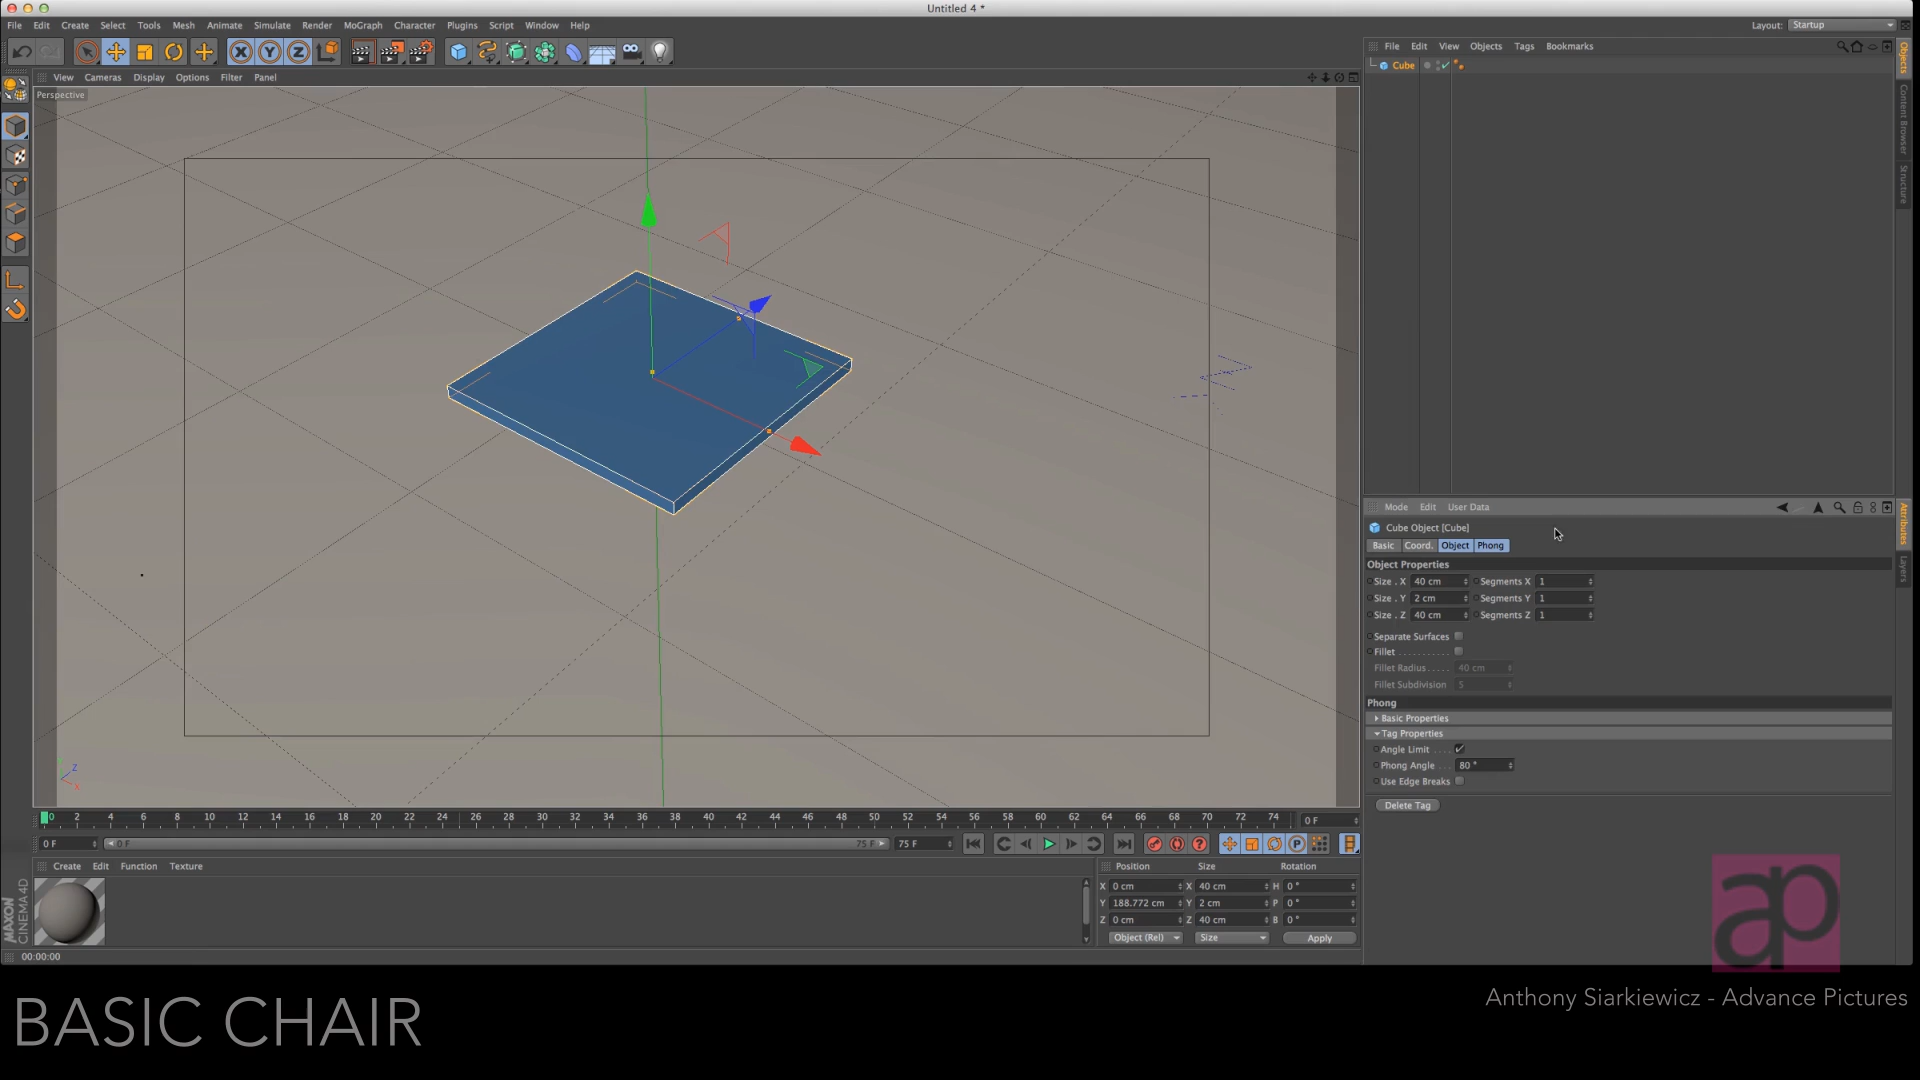 Untitled 4 *
File Edit Create Select Tools Mesh Animate Simulate Render MoGraph Character Plugins Script Window Help Layout: Startup
File Edit View Objects Tags Bookmarks
Cube
View Cameras Display Options Filter Panel
Perspective
Objects
Content Browser
Structure
Mode Edit User Data
Cube Object [Cube]
Basic Coord. Object Phong
Attributes
Layers
Object Properties
Size . X 40 cm Segments X 1
Size . Y 2 cm Segments Y 1
Size . Z 40 cm Segments Z 1
Separate Surfaces
Fillet
Fillet Radius 40 cm
Fillet Subdivision 5
Phong
Basic Properties
Tag Properties
Angle Limit
Phong Angle 80 °
Use Edge Breaks
Delete Tag
Z
X
0 2 4 6 8 10 12 14 16 18 20 22 24 26 28 30 32 34 36 38 40 42 44 46 48 50 52 54 56 58 60 62 64 66 68 70 72 74 0 F
0 F 0 F 75 F 75 F
Create Edit Function Texture
Position Size Rotation
X 0 cm X 40 cm H 0 °
Y 188.772 cm Y 2 cm P 0 °
Z 0 cm Z 40 cm B 0 °
Object (Rel) Size Apply
MAXON
CINEMA 4D
00:00:00
ap
BASIC CHAIR
Anthony Siarkiewicz - Advance Pictures